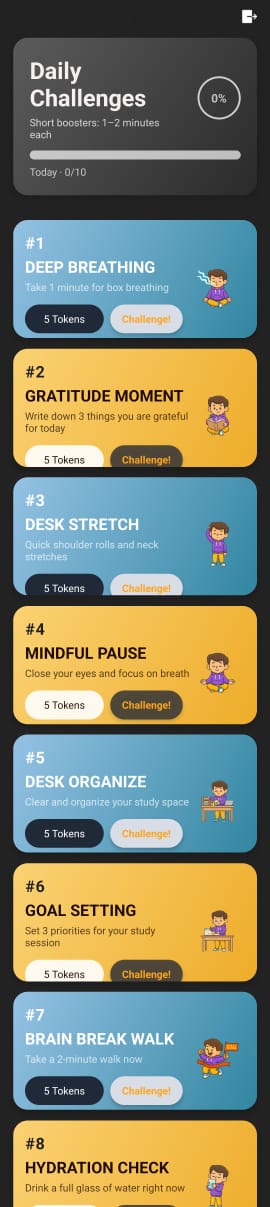 Daily
Challenges
Short boosters: 1–2 minutes
each
0%
Today · 0/10
#1
DEEP BREATHING
Take 1 minute for box breathing
5 Tokens
Challenge!
#2
GRATITUDE MOMENT
Write down 3 things you are grateful
for today
5 Tokens
Challenge!
#3
DESK STRETCH
Quick shoulder rolls and neck
stretches
5 Tokens
Challenge!
#4
MINDFUL PAUSE
Close your eyes and focus on breath
5 Tokens
Challenge!
#5
DESK ORGANIZE
Clear and organize your study space
5 Tokens
Challenge!
#6
GOAL SETTING
Set 3 priorities for your study
session
5 Tokens
Challenge!
#7
BRAIN BREAK WALK
Take a 2-minute walk now
5 Tokens
Challenge!
#8
HYDRATION CHECK
Drink a full glass of water right now